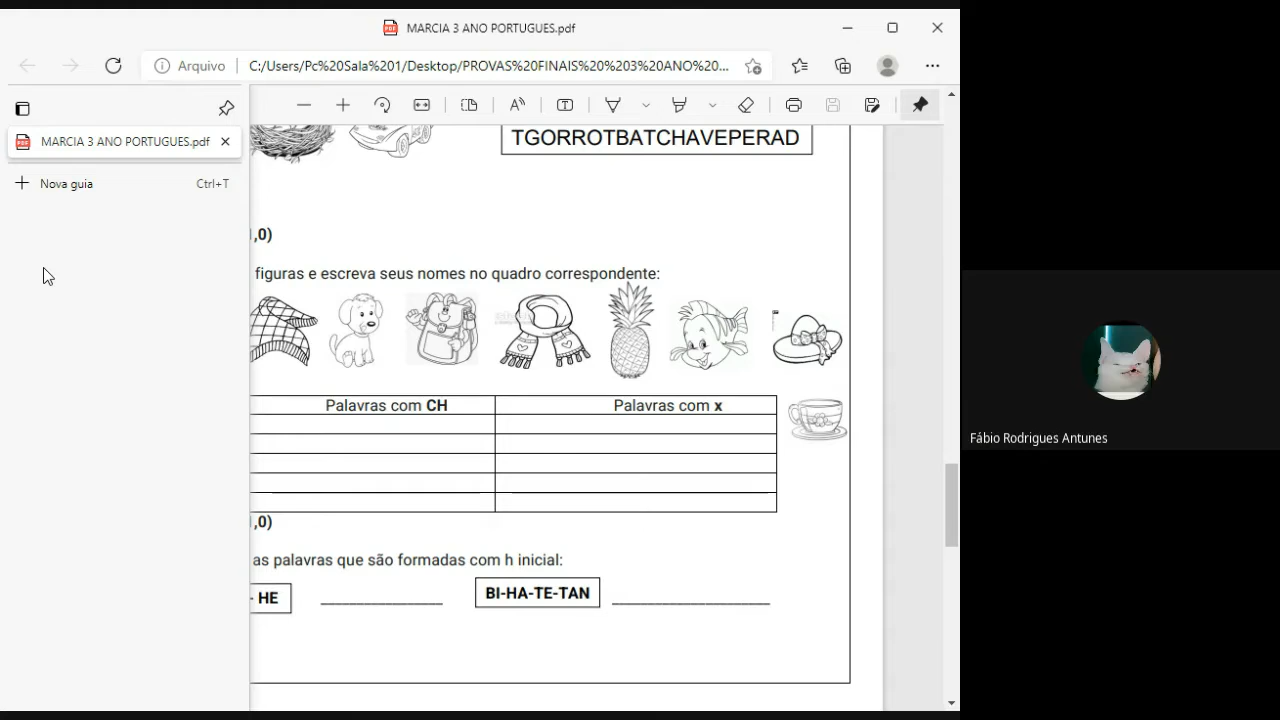 MARCIA 3 ANO PORTUGUES.pdf
Arquivo
C:/Users/Pc%20Sala%201/Desktop/PROVAS%20FINAIS%20%203%20ANO%20...
MARCIA 3 ANO PORTUGUES.pdf
Nova guia Ctrl+T
TGORROTBATCHAVEPERAD
,0)
figuras e escreva seus nomes no quadro correspondente:
Palavras com CH Palavras com x
,0)
as palavras que são formadas com h inicial:
- HE ________________ BI-HA-TE-TAN ____________________
Fábio Rodrigues Antunes